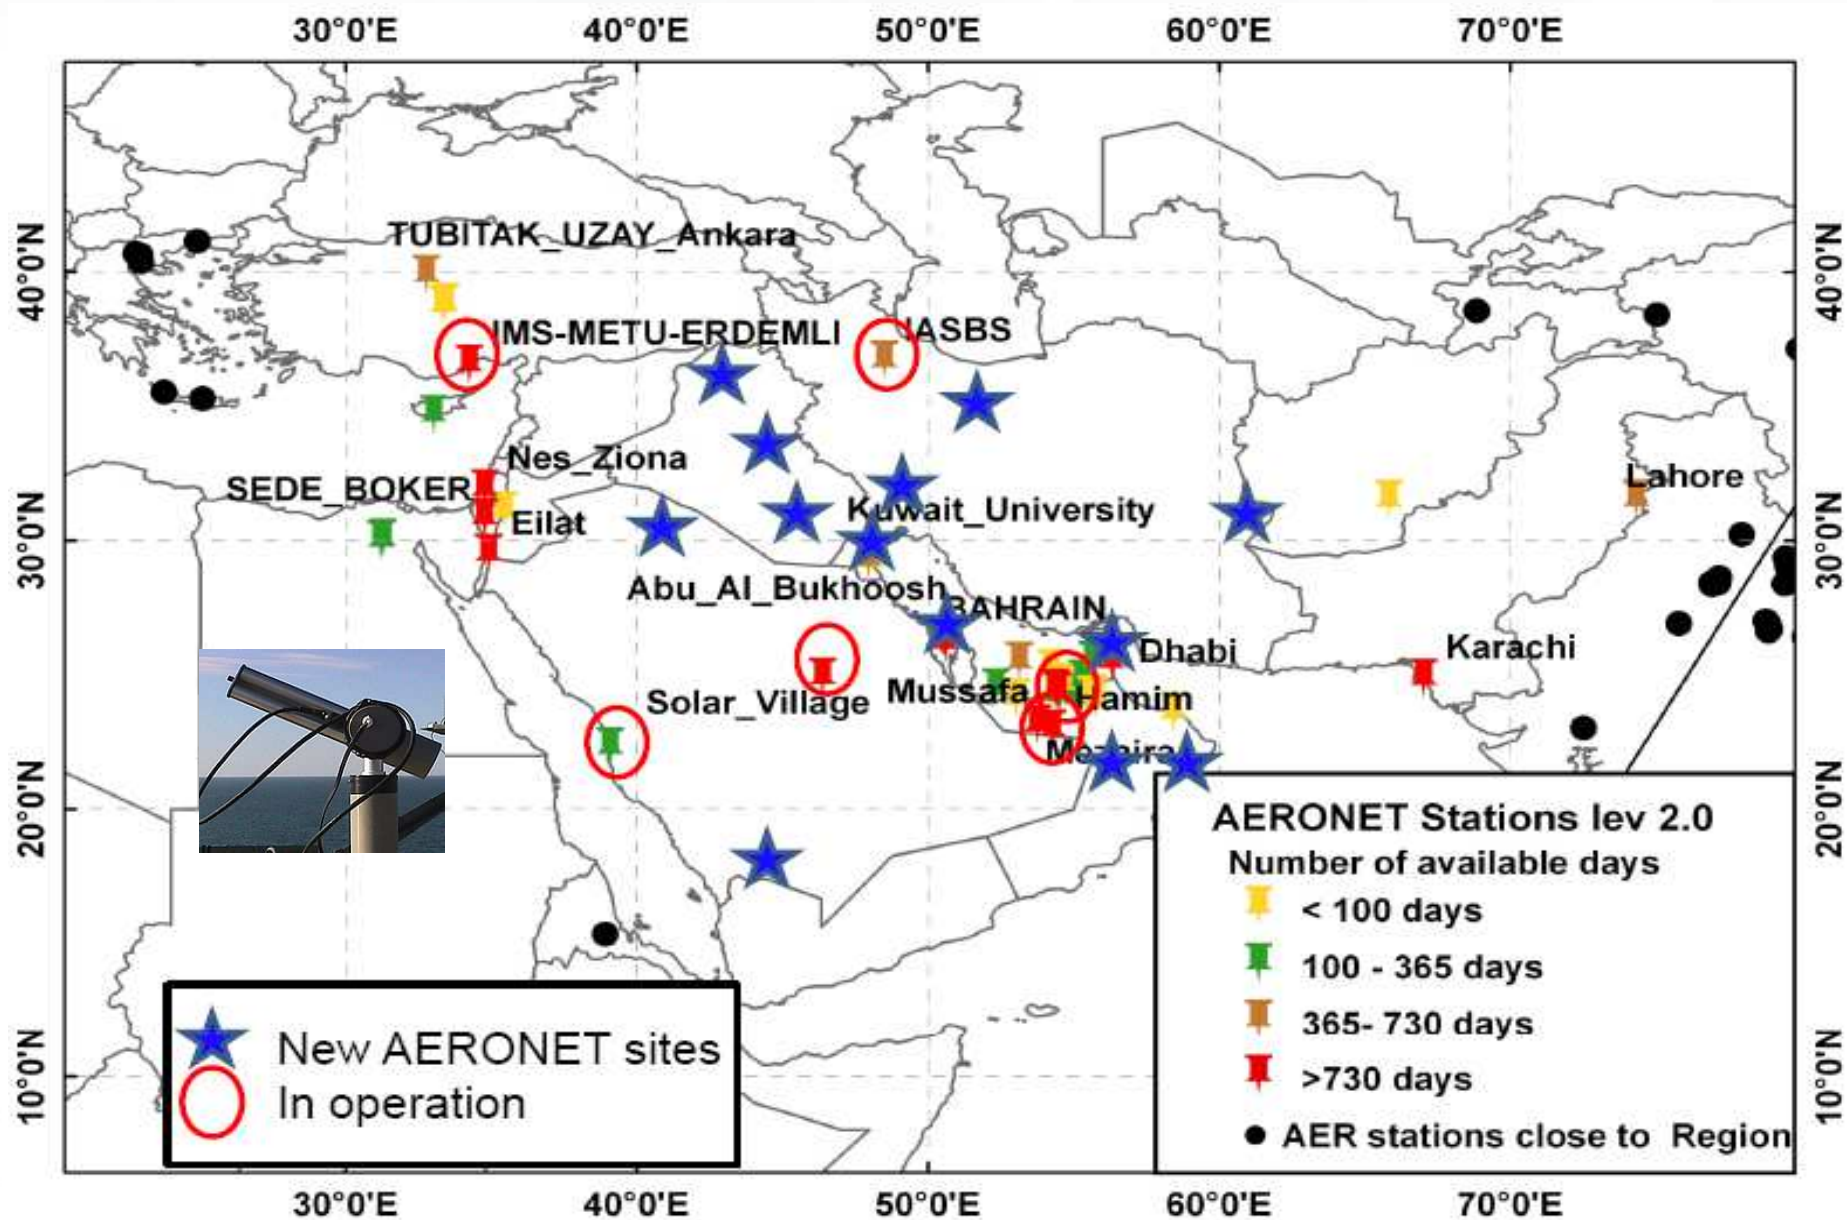 30°0'E 40°0'E 50°0'E 60°0'E 70°0'E
40°0'N
30°0'N
20°0'N
10°0'N
40°0'N
30°0'N
20°0'N
10°0'N
TUBITAK_UZAY_Ankara
IMS-METU-ERDEMLI
IASBS
Nes_Ziona
SEDE_BOKER
Eilat
Kuwait_University
Lahore
Abu_Al_Bukhoosh
BAHRAIN
Dhabi
Karachi
Solar_Village
Mussafa
Hamim
Mezaira
AERONET Stations lev 2.0
Number of available days
< 100 days
100 - 365 days
365- 730 days
>730 days
AER stations close to Region
New AERONET sites
In operation
30°0'E 40°0'E 50°0'E 60°0'E 70°0'E